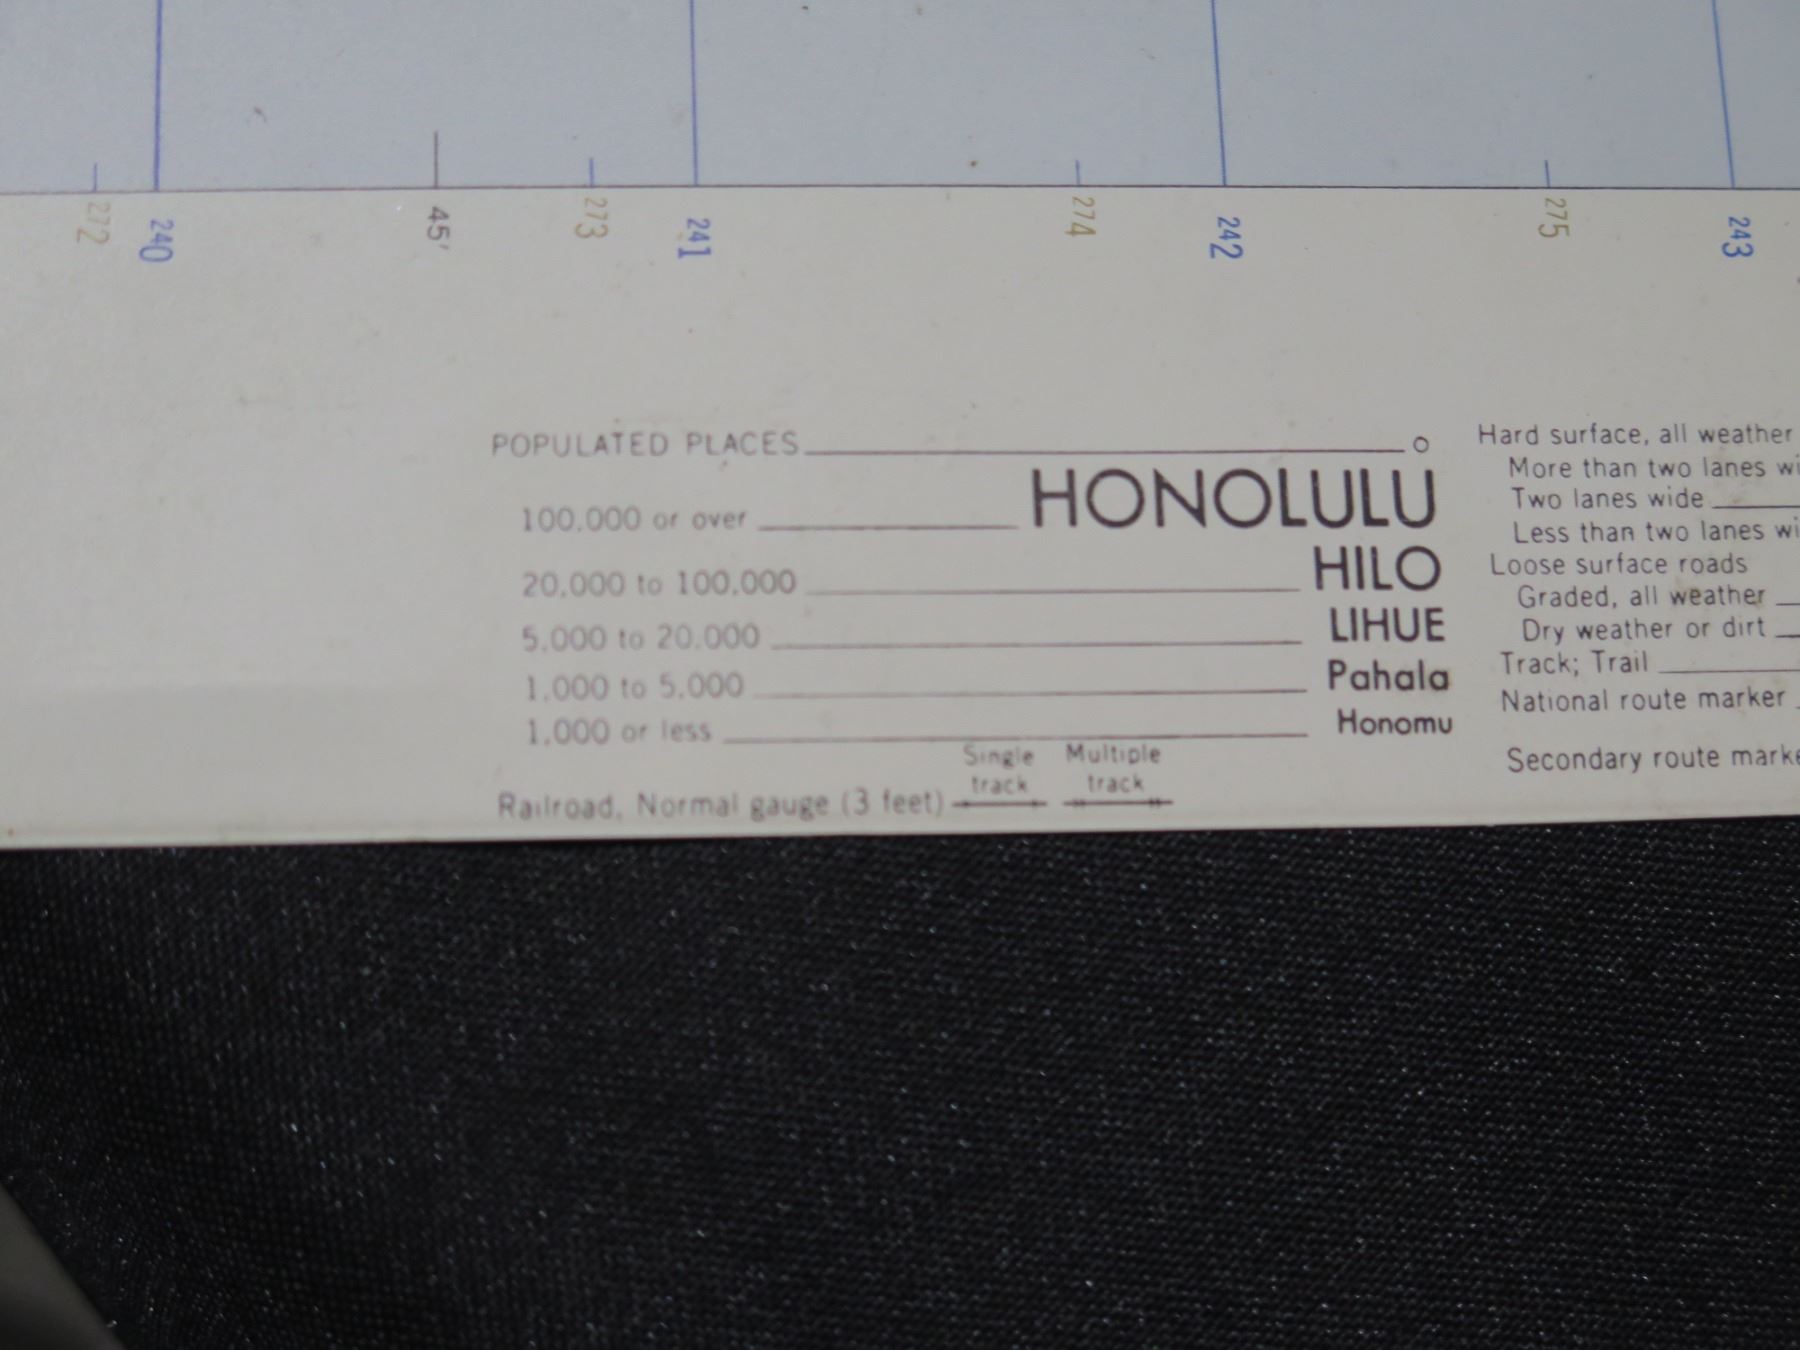 272 240 45' 273 241 274 242 275 243
POPULATED PLACES
100,000 or over HONOLULU
20,000 to 100,000 HILO
5,000 to 20,000 LIHUE
1,000 to 5,000 Pahala
1,000 or less Honomu
Single track Multiple track
Railroad, Normal gauge (3 feet)
Hard surface, all weather
More than two lanes
Two lanes wide
Less than two lanes
Loose surface roads
Graded, all weather
Dry weather or dirt
Track; Trail
National route marker
Secondary route